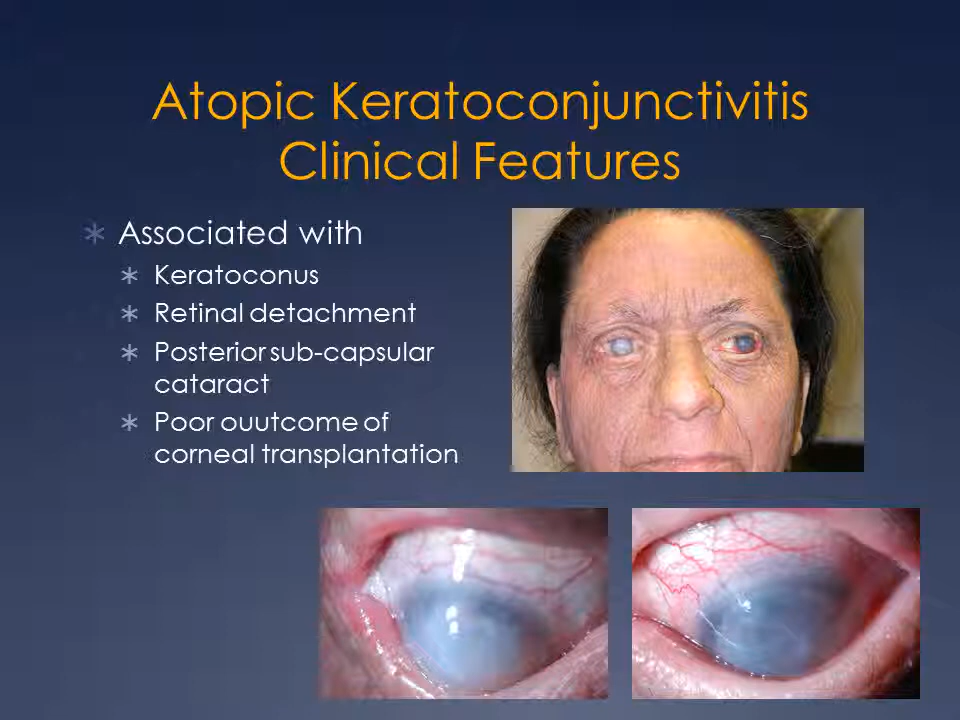 Atopic Keratoconjunctivitis
Clinical Features
Associated with
Keratoconus
Retinal detachment
Posterior sub-capsular
cataract
Poor ouutcome of
corneal transplantation